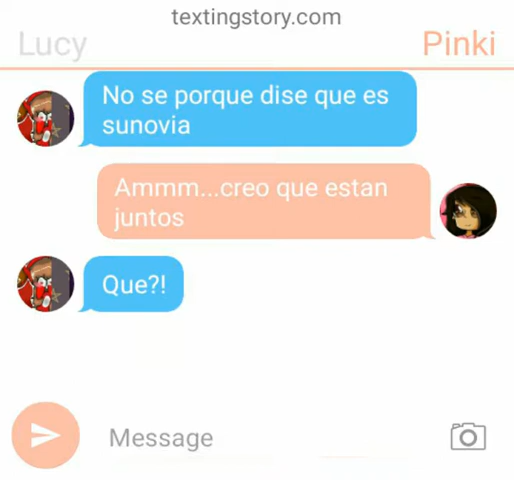 textingstory.com
Lucy
Pinki
No se porque dise que es
sunovia
Ammm...creo que estan
juntos
Que?!
Message